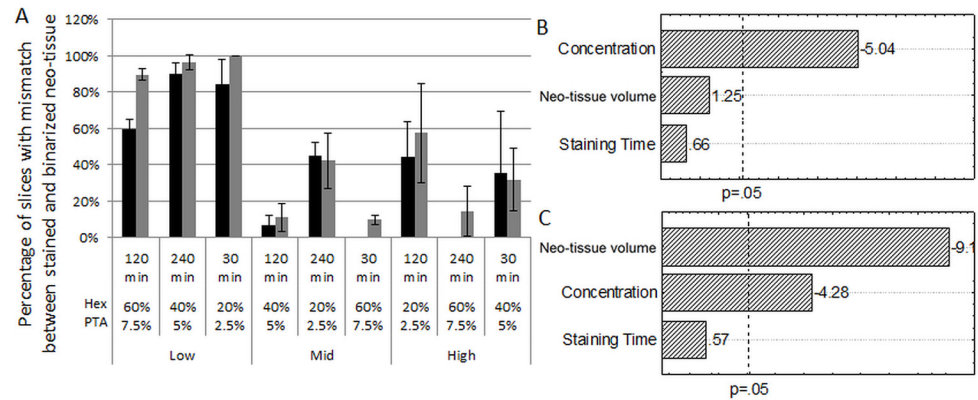 A
Percentage of slices with mismatch
between stained and binarized neo-tissue
120%
100%
80%
60%
40%
20%
0%
120 240 30 120 240 30 120 240 30
min min min min min min min min min
Hex 60% 40% 20% 40% 20% 60% 20% 60% 40%
PTA 7.5% 5% 2.5% 5% 2.5% 7.5% 2.5% 7.5% 5%
Low Mid High
B
Concentration -5.04
Neo-tissue volume 1.25
Staining Time .66
p=.05
C
Neo-tissue volume -9.1
Concentration -4.28
Staining Time .57
p=.05